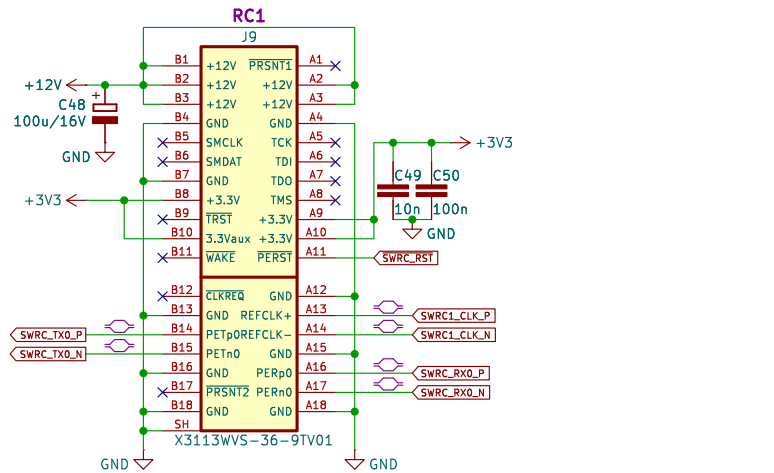 RC1
J9
B1 +12V PRSNT1 A1
+12V B2 +12V +12V A2
B3 +12V +12V A3
C48
100u/16V
+
B4 GND GND A4
B5 SMCLK TCK A5 +3V3
GND B6 SMDAT TDI A6
B7 GND TDO A7 C49 C50
+3V3 B8 +3.3V TMS A8
B9 TRST +3.3V A9 10n 100n
B10 3.3Vaux +3.3V A10 GND
B11 WAKE PERST A11 SWRC_RST
B12 CLKREQ GND A12
B13 GND REFCLK+ A13 SWRC1_CLK_P
SWRC_TX0_P B14 PETp0 REFCLK- A14 SWRC1_CLK_N
SWRC_TX0_N B15 PETn0 GND A15
B16 GND PERp0 A16 SWRC_RX0_P
B17 PRSNT2 PERn0 A17 SWRC_RX0_N
B18 GND GND A18
SH
X3113WVS-36-9TV01
GND GND